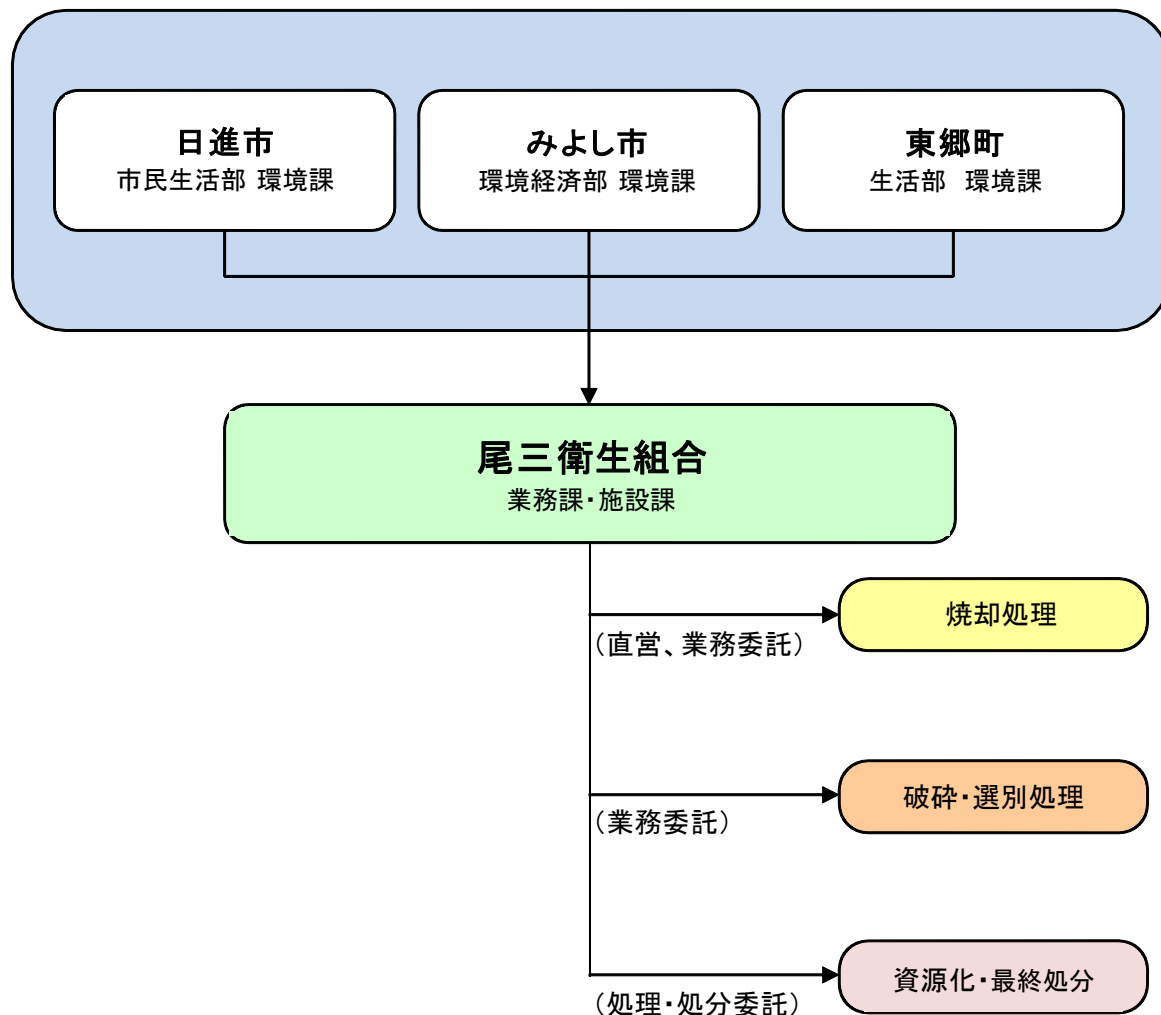 日進市
市民生活部 環境課
みよし市
環境経済部 環境課
東郷町
生活部　環境課
尾三衛生組合
業務課・施設課
焼却処理
（直営、業務委託）
破砕・選別処理
（業務委託）
資源化・最終処分
（処理・処分委託）